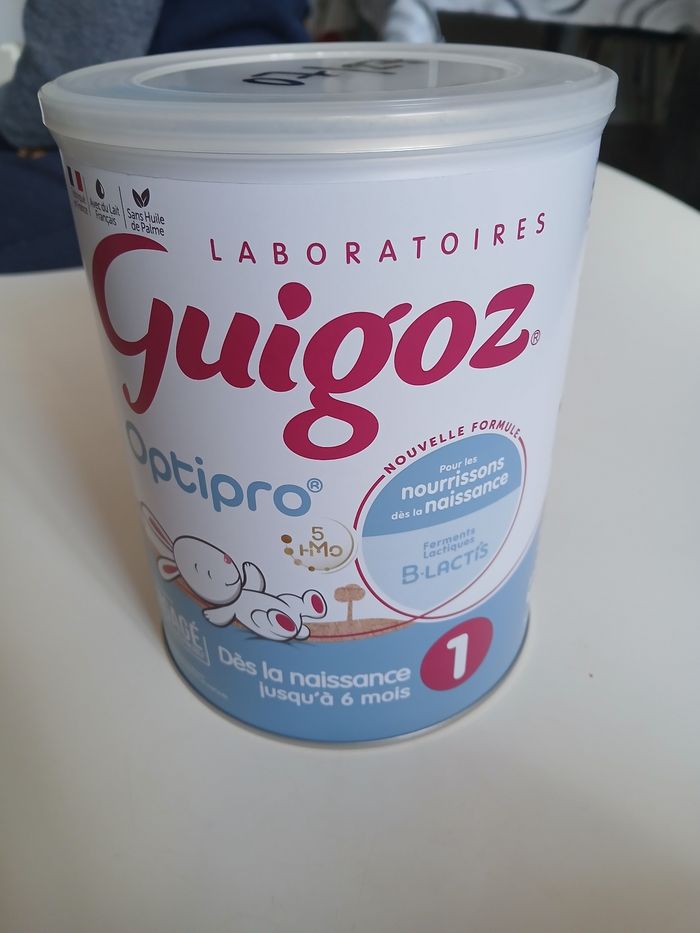 Avec du Lait
Français
Sans Huile
de Palme
LABORATOIRES
Guigoz®
Optipro®
NOUVELLE FORMULE
Pour les
nourrissons
dès la naissance
5
HMO
Ferments
Lactiques
B•LACTIS
Dès la naissance
jusqu'à 6 mois
1